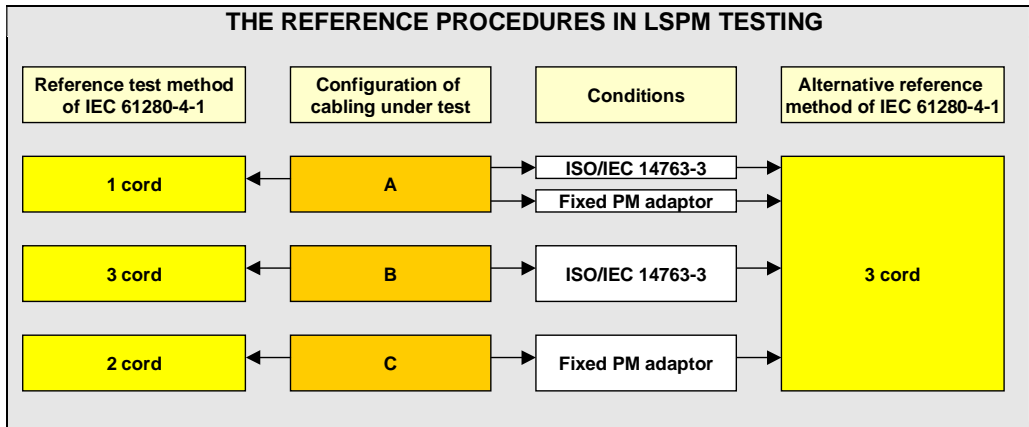 THE REFERENCE PROCEDURES IN LSPM TESTING
Reference test method
of IEC 61280-4-1
Configuration of
cabling under test
Conditions
Alternative reference
method of IEC 61280-4-1
1 cord
A
ISO/IEC 14763-3
Fixed PM adaptor
3 cord
B
ISO/IEC 14763-3
3 cord
2 cord
C
Fixed PM adaptor